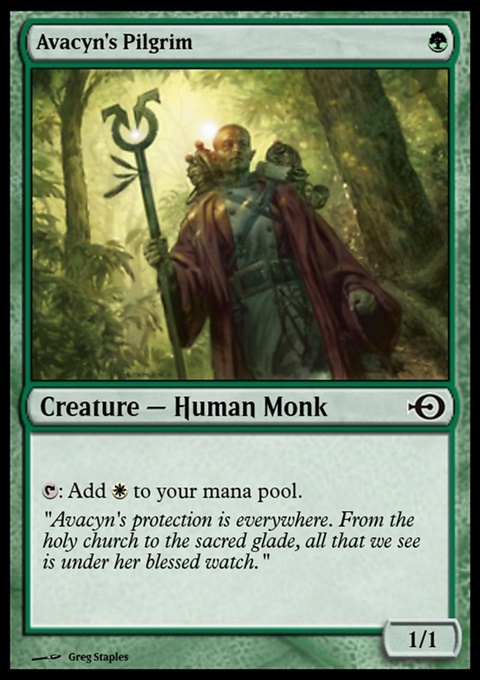 Avacyn's Pilgrim
Creature — Human Monk
: Add to your mana pool.
"Avacyn's protection is everywhere. From the
holy church to the sacred glade, all that we see
is under her blessed watch."
1/1
Greg Staples